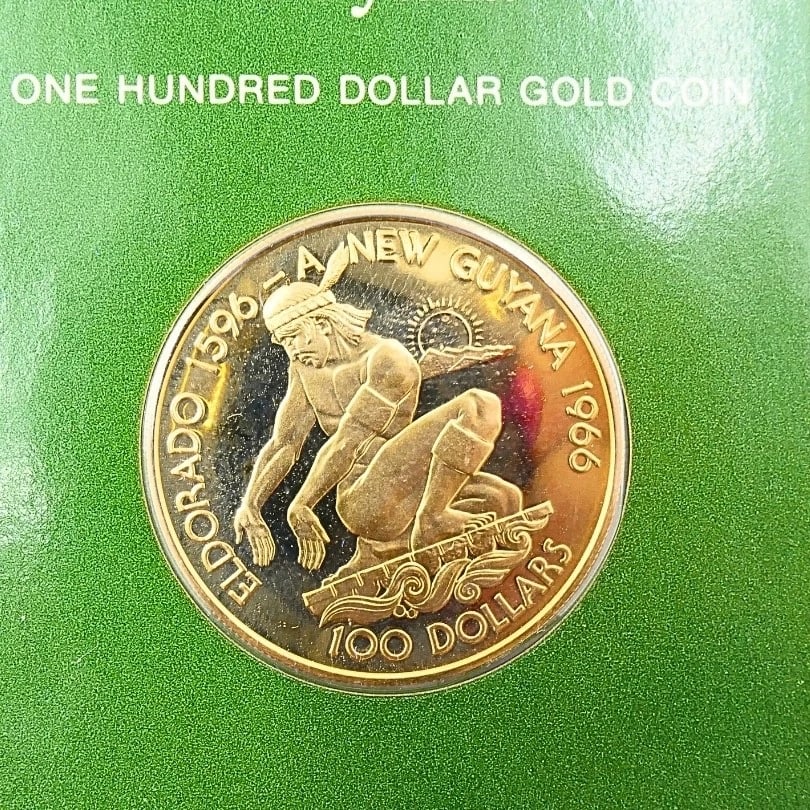 ONE HUNDRED DOLLAR GOLD COIN
ELDORADO 1596 – A NEW GUYANA 1966
100 DOLLARS